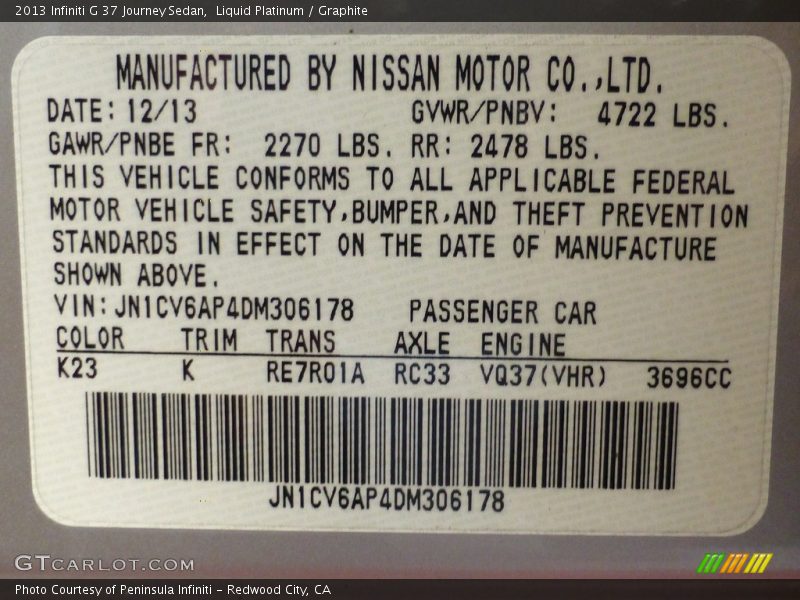 2013 Infiniti G 37 Journey Sedan, Liquid Platinum / Graphite
MANUFACTURED BY NISSAN MOTOR CO.,LTD.
DATE: 12/13 GVWR/PNBV: 4722 LBS.
GAWR/PNBE FR: 2270 LBS. RR: 2478 LBS.
THIS VEHICLE CONFORMS TO ALL APPLICABLE FEDERAL
MOTOR VEHICLE SAFETY,BUMPER,AND THEFT PREVENTION
STANDARDS IN EFFECT ON THE DATE OF MANUFACTURE
SHOWN ABOVE.
VIN: JN1CV6AP4DM306178 PASSENGER CAR
COLOR TRIM TRANS AXLE ENGINE
K23 K RE7R01A RC33 VQ37(VHR) 3696CC
JN1CV6AP4DM306178
GTCARLOT.COM
Photo Courtesy of Peninsula Infiniti - Redwood City, CA